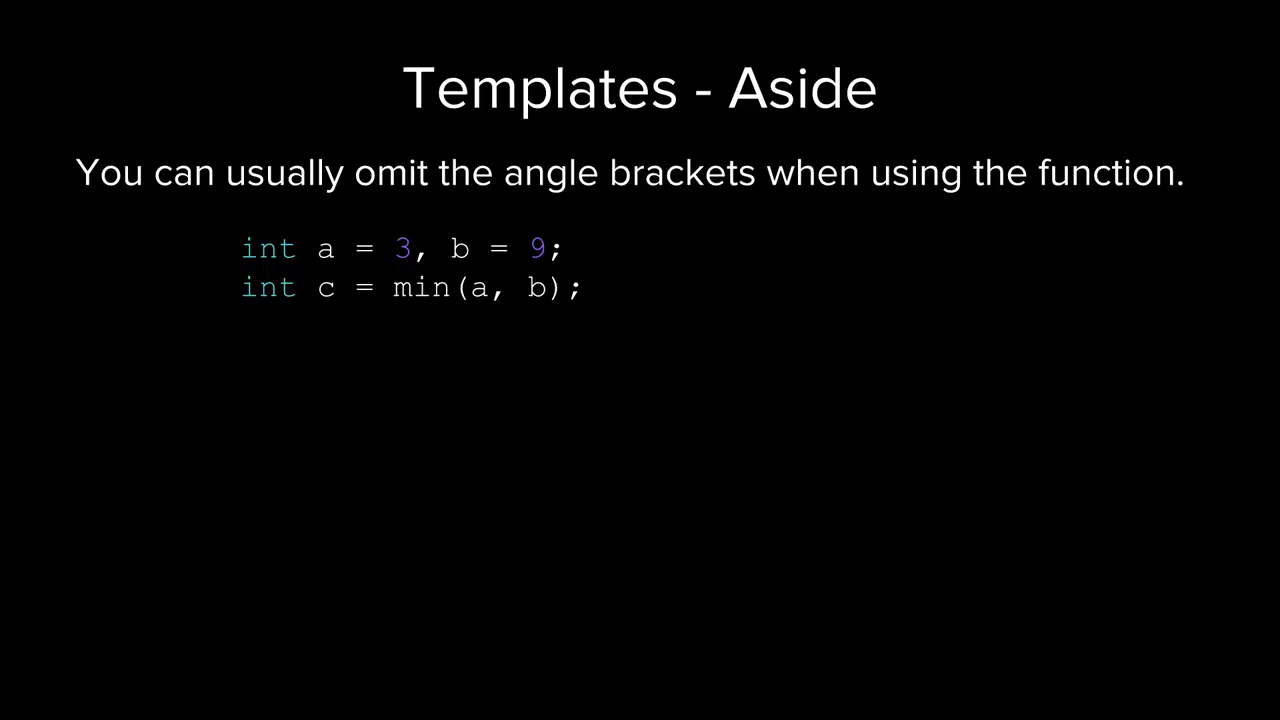 Templates - Aside
You can usually omit the angle brackets when using the function.
int a = 3, b = 9;
int c = min(a, b);